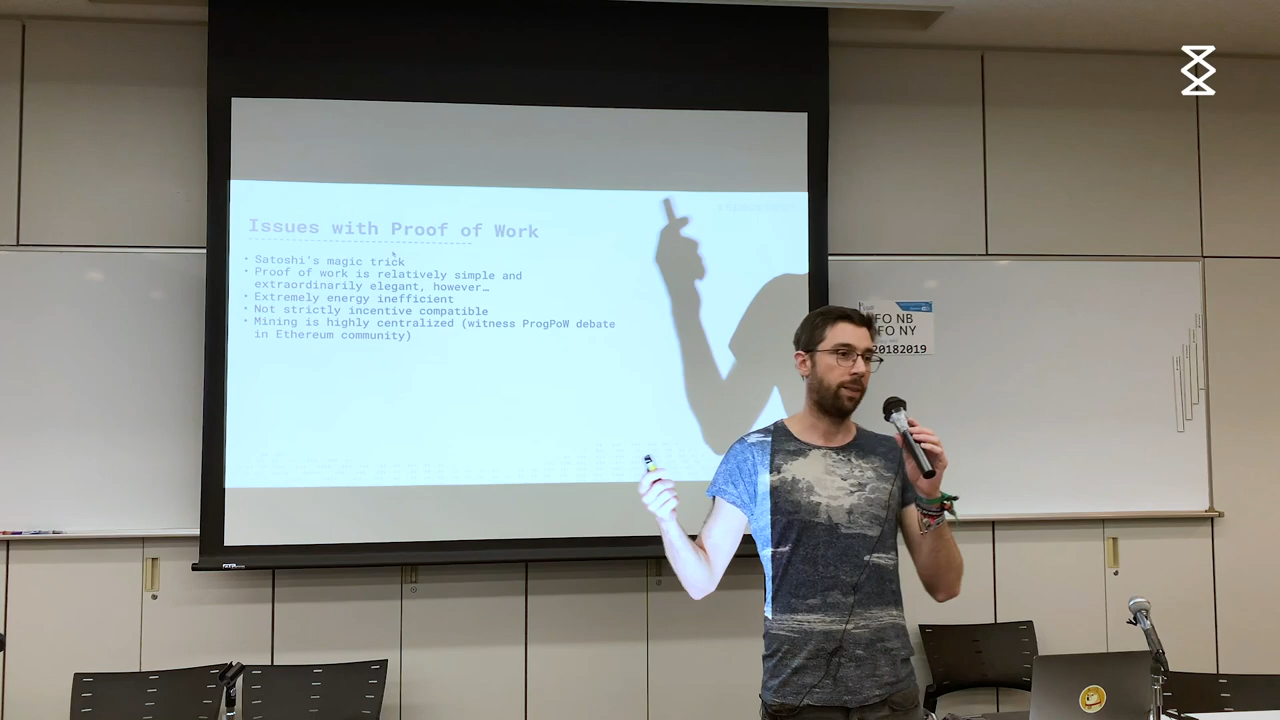 Issues with Proof of Work
• Satoshi's magic trick
• Proof of work is relatively simple and
extraordinarily elegant, however…
• Extremely energy inefficient
• Not strictly incentive compatible
• Mining is highly centralized (witness ProgPoW debate
in Ethereum community)
FO NB
FO NY
20182019